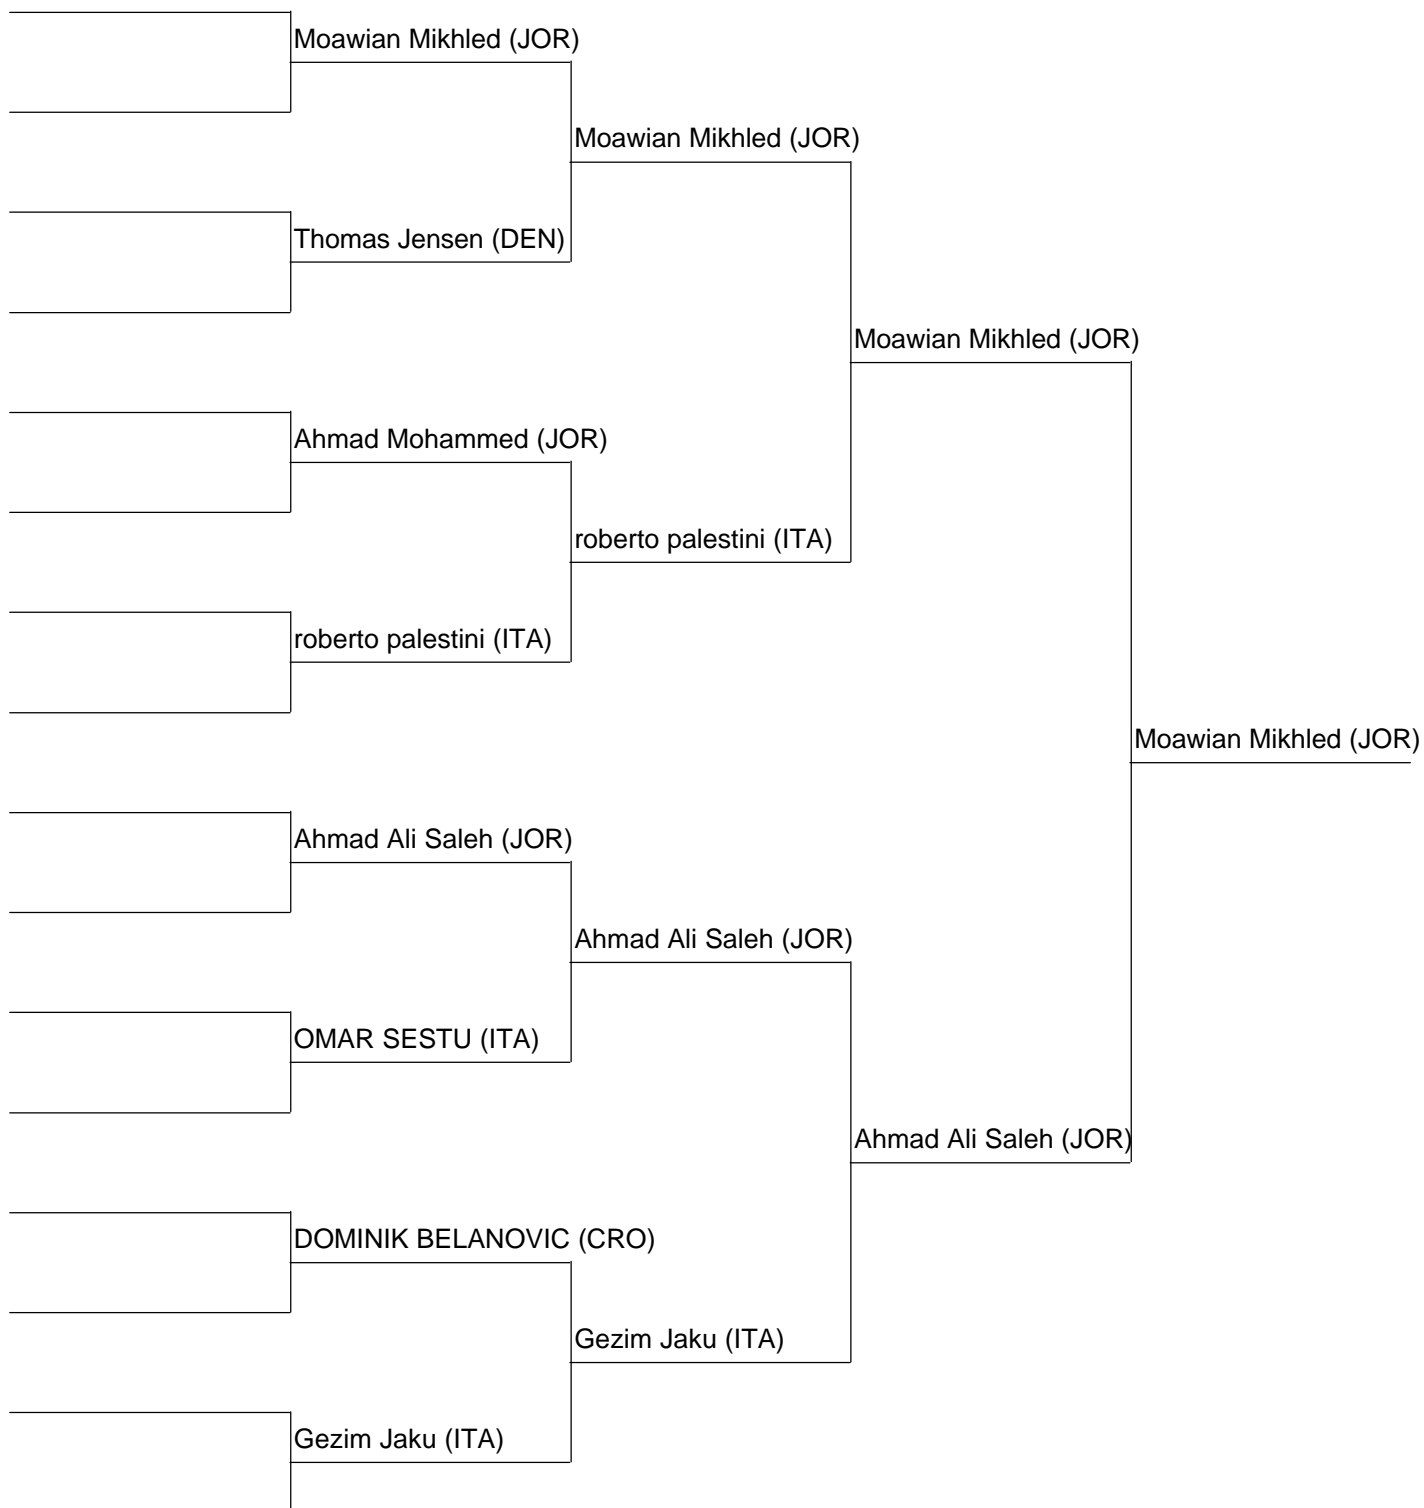 Moawian Mikhled (JOR)
Moawian Mikhled (JOR)
Thomas Jensen (DEN)
Moawian Mikhled (JOR)
Ahmad Mohammed (JOR)
roberto palestini (ITA)
roberto palestini (ITA)
Moawian Mikhled (JOR)
Ahmad Ali Saleh (JOR)
Ahmad Ali Saleh (JOR)
OMAR SESTU (ITA)
Ahmad Ali Saleh (JOR)
DOMINIK BELANOVIC (CRO)
Gezim Jaku (ITA)
Gezim Jaku (ITA)